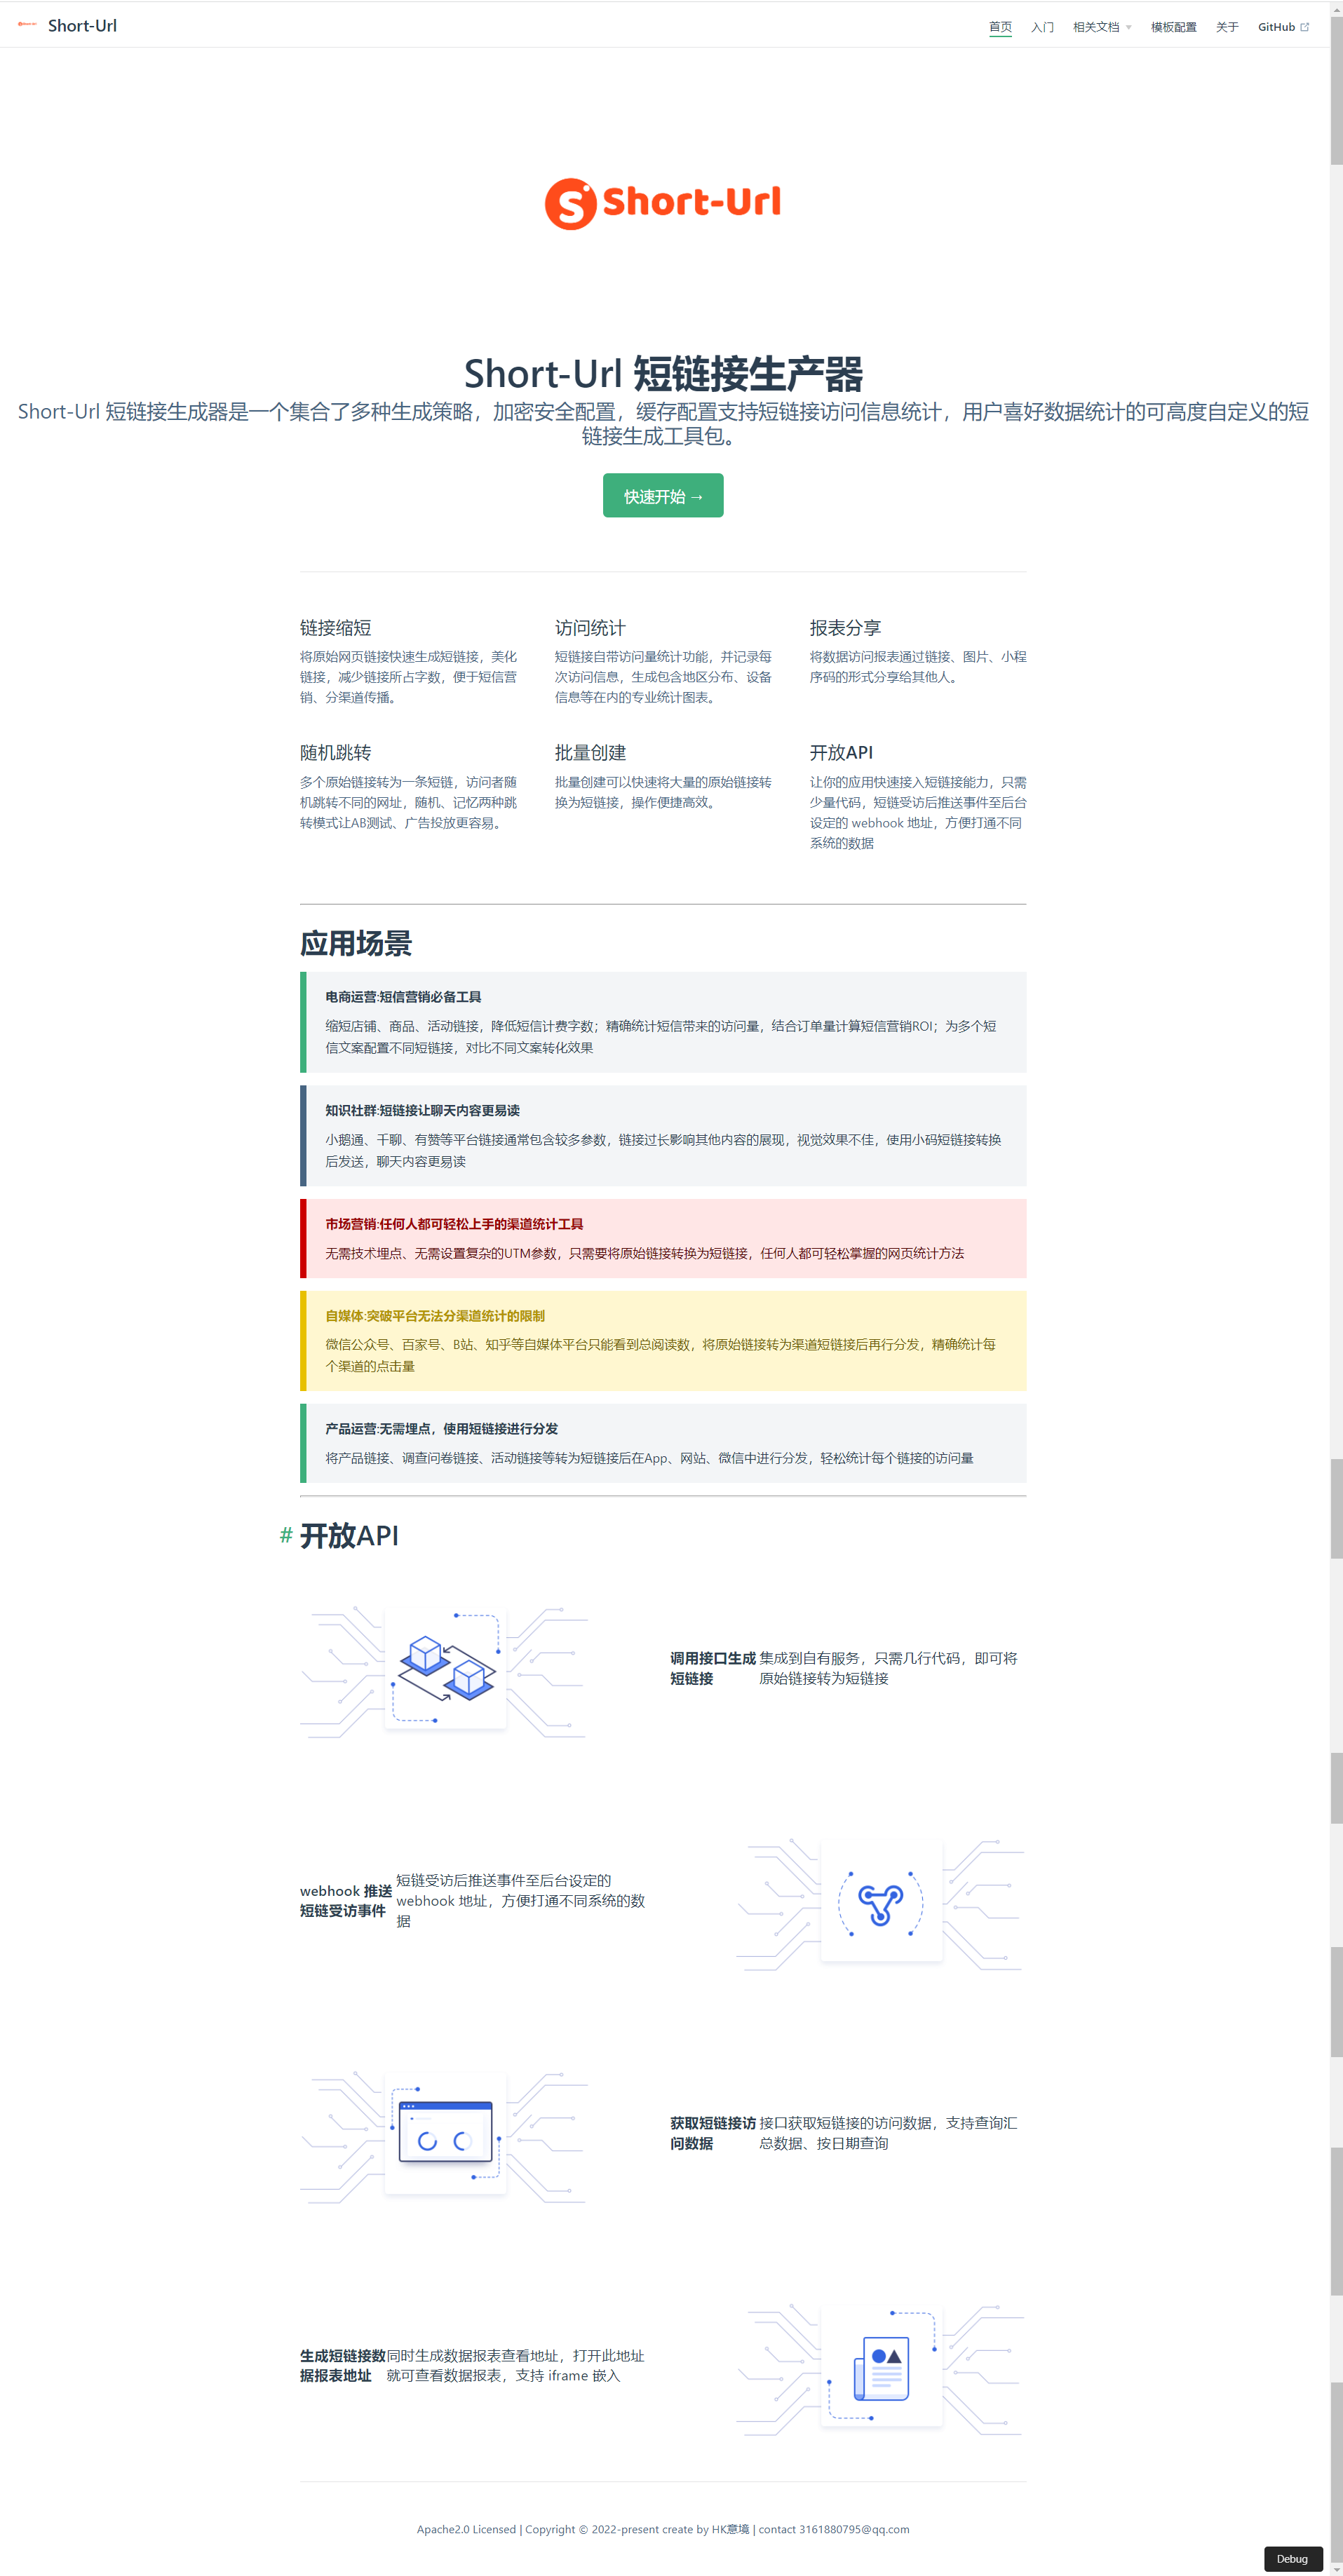 Short-Url
首页 入门 相关文档 模板配置 关于 GitHub
Short-Url
Short-Url 短链接生产器
Short-Url 短链接生成器是一个集合了多种生成策略，加密安全配置，缓存配置支持短链接访问信息统计，用户喜好数据统计的可高度自定义的短
链接生成工具包。
快速开始 →
链接缩短
将原始网页链接快速生成短链接，美化
链接，减少链接所占字数，便于短信营
销、分渠道传播。
访问统计
短链接自带访问量统计功能，并记录每
次访问信息，生成包含地区分布、设备
信息等在内的专业统计图表。
报表分享
将数据访问报表通过链接、图片、小程
序码的形式分享给其他人。
随机跳转
多个原始链接转为一条短链，访问者随
机跳转不同的网址，随机、记忆两种跳
转模式让AB测试、广告投放更容易。
批量创建
批量创建可以快速将大量的原始链接转
换为短链接，操作便捷高效。
开放API
让你的应用快速接入短链接能力，只需
少量代码，短链受访后推送事件至后台
设定的 webhook 地址，方便打通不同
系统的数据
应用场景
电商运营:短信营销必备工具
缩短店铺、商品、活动链接，降低短信计费字数；精确统计短信带来的访问量，结合订单量计算短信营销ROI；为多个短
信文案配置不同短链接，对比不同文案转化效果
知识社群:短链接让聊天内容更易读
小鹅通、千聊、有赞等平台链接通常包含较多参数，链接过长影响其他内容的展现，视觉效果不佳，使用小码短链接转换
后发送，聊天内容更易读
市场营销:任何人都可轻松上手的渠道统计工具
无需技术埋点、无需设置复杂的UTM参数，只需要将原始链接转换为短链接，任何人都可轻松掌握的网页统计方法
自媒体:突破平台无法分渠道统计的限制
微信公众号、百家号、B站、知乎等自媒体平台只能看到总阅读数，将原始链接转为渠道短链接后再行分发，精确统计每
个渠道的点击量
产品运营:无需埋点，使用短链接进行分发
将产品链接、调查问卷链接、活动链接等转为短链接后在App、网站、微信中进行分发，轻松统计每个链接的访问量
# 开放API
调用接口生成
短链接
集成到自有服务，只需几行代码，即可将
原始链接转为短链接
webhook 推送
短链受访事件
短链受访后推送事件至后台设定的
webhook 地址，方便打通不同系统的数
据
获取短链接访
问数据
接口获取短链接的访问数据，支持查询汇
总数据、按日期查询
生成短链接数
据报表地址
同时生成数据报表查看地址，打开此地址
就可查看数据报表，支持 iframe 嵌入
Apache2.0 Licensed | Copyright © 2022-present create by HK意境 | contact 3161880795@qq.com
Debug